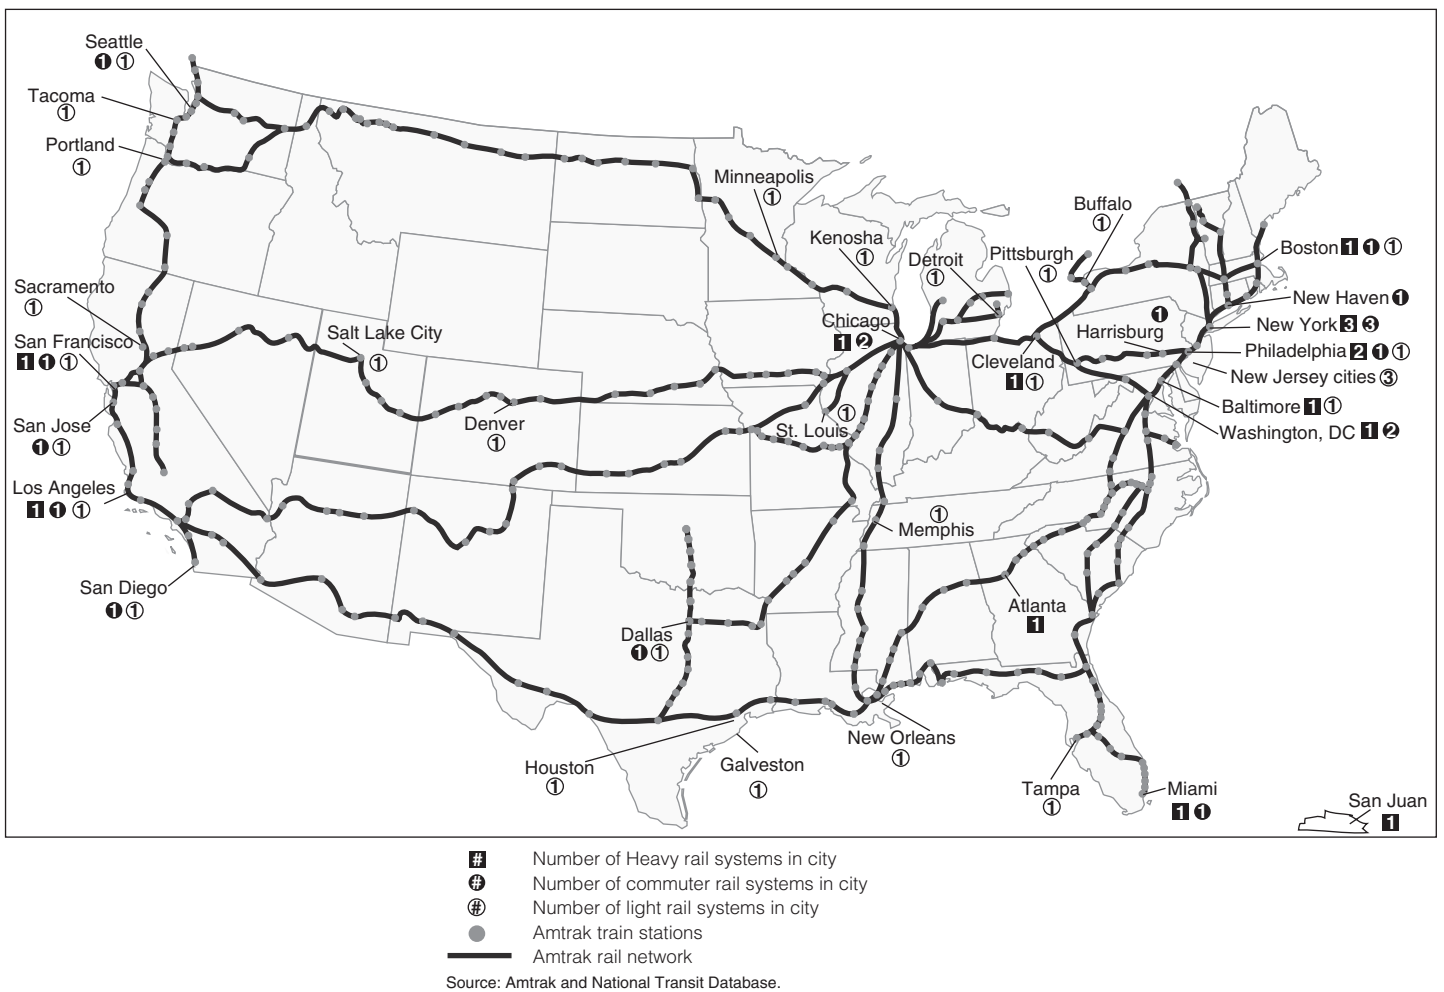 Seattle
❶ ①
Tacoma
①
Portland
①
Sacramento
①
San Francisco
1 ❶ ①
San Jose
❶ ①
Los Angeles
1 ❶ ①
San Diego
❶ ①
Salt Lake City
①
Denver
①
Minneapolis
①
Kenosha
①
Chicago
1 ❷
Detroit
①
Cleveland
1 ①
Pittsburgh
①
Buffalo
①
❶
Harrisburg
①
St. Louis
①
Memphis
Atlanta
1
Dallas
❶ ①
Houston
①
Galveston
①
New Orleans
①
Tampa
①
Miami
1 ❶
San Juan
1
Boston 1 ❶ ①
New Haven ❶
New York 3 ❸
Philadelphia 2 ❶ ①
New Jersey cities ③
Baltimore 1 ①
Washington, DC 1 ❷
# Number of Heavy rail systems in city
# Number of commuter rail systems in city
# Number of light rail systems in city
Amtrak train stations
Amtrak rail network
Source: Amtrak and National Transit Database.